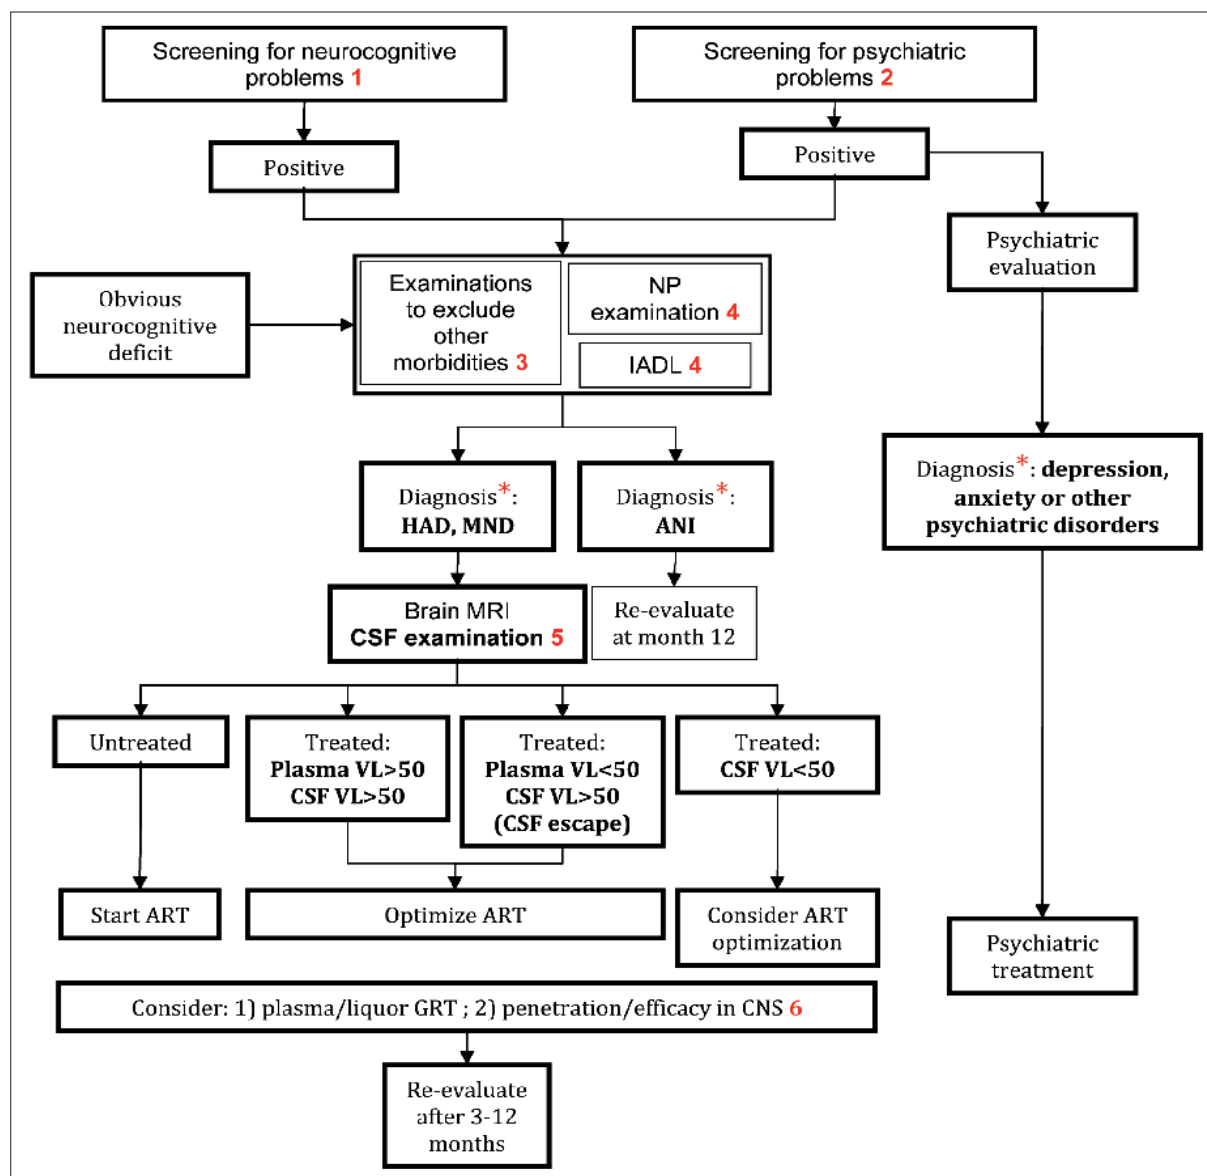 Screening for neurocognitive
problems 1
Screening for psychiatric
problems 2
Positive
Positive
Psychiatric
evaluation
Obvious
neurocognitive
deficit
Examinations
to exclude
other
morbidities 3
NP
examination 4
IADL 4
Diagnosis*:
HAD, MND
Diagnosis*:
ANI
Diagnosis*: depression,
anxiety or other
psychiatric disorders
Brain MRI
CSF examination 5
Re-evaluate
at month 12
Untreated
Treated:
Plasma VL>50
CSF VL>50
Treated:
Plasma VL<50
CSF VL>50
(CSF escape)
Treated:
CSF VL<50
Start ART
Optimize ART
Consider ART
optimization
Psychiatric
treatment
Consider: 1) plasma/liquor GRT ; 2) penetration/efficacy in CNS 6
Re-evaluate
after 3-12
months